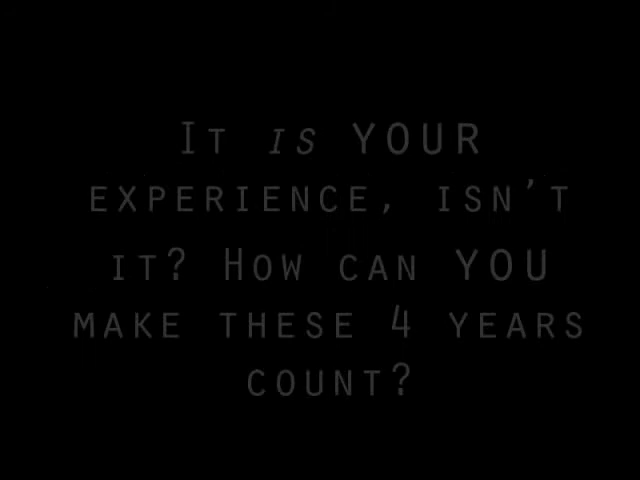 It is YOUR
experience, isn't
it? How can YOU
make these 4 years
count?